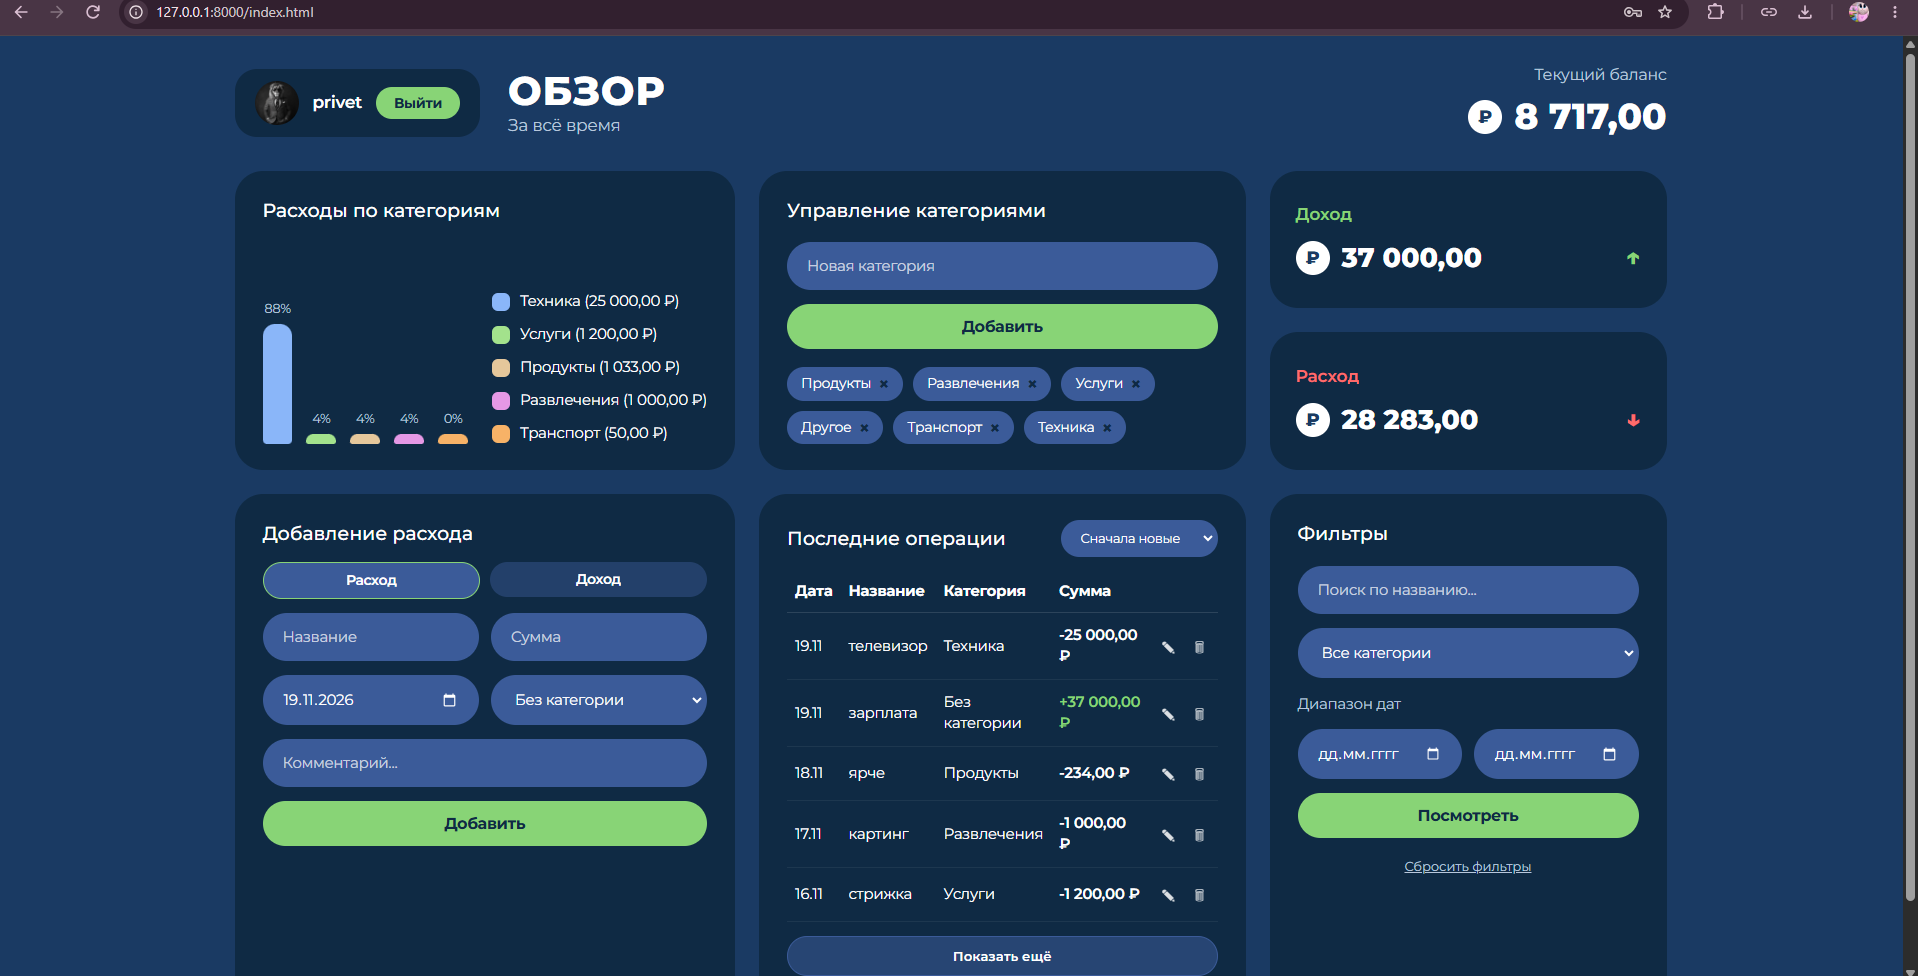 127.0.0.1:8000/index.html
privet
Выйти
ОБЗОР
За всё время
Текущий баланс
₽ 8 717,00
Расходы по категориям
88%
4%
4%
4%
0%
Техника (25 000,00 ₽)
Услуги (1 200,00 ₽)
Продукты (1 033,00 ₽)
Развлечения (1 000,00 ₽)
Транспорт (50,00 ₽)
Управление категориями
Новая категория
Добавить
Продукты ×
Развлечения ×
Услуги ×
Другое ×
Транспорт ×
Техника ×
Доход
₽ 37 000,00
Расход
₽ 28 283,00
Добавление расхода
Расход
Доход
Название
Сумма
19.11.2026
Без категории
Комментарий...
Добавить
Последние операции
Сначала новые
Дата Название Категория Сумма
19.11 телевизор Техника -25 000,00
₽
19.11 зарплата Без категории +37 000,00
₽
18.11 ярче Продукты -234,00 ₽
17.11 картинг Развлечения -1 000,00
₽
16.11 стрижка Услуги -1 200,00 ₽
Показать ещё
Фильтры
Поиск по названию...
Все категории
Диапазон дат
дд.мм.гггг
дд.мм.гггг
Посмотреть
Сбросить фильтры